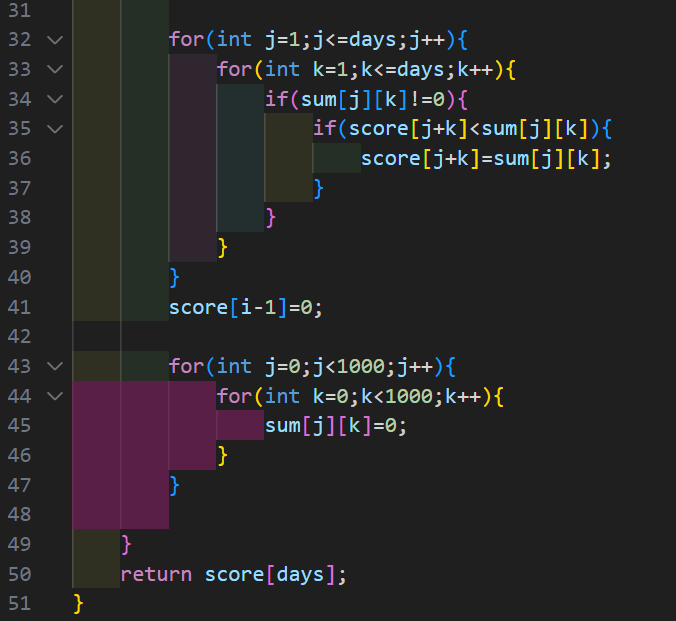 31
32 for(int j=1;j<=days;j++){
33 for(int k=1;k<=days;k++){
34 if(sum[j][k]!=0){
35 if(score[j+k]<sum[j][k]){
36 score[j+k]=sum[j][k];
37 }
38 }
39 }
40 }
41 score[i-1]=0;
42
43 for(int j=0;j<1000;j++){
44 for(int k=0;k<1000;k++){
45 sum[j][k]=0;
46 }
47 }
48
49 }
50 return score[days];
51 }